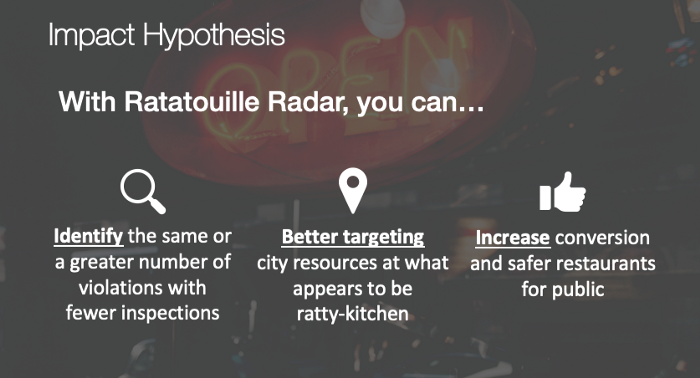 Impact Hypothesis
OPEN
With Ratatouille Radar, you can…
Identify the same or
a greater number of
violations with
fewer inspections
Better targeting
city resources at what
appears to be
ratty-kitchen
Increase conversion
and safer restaurants
for public